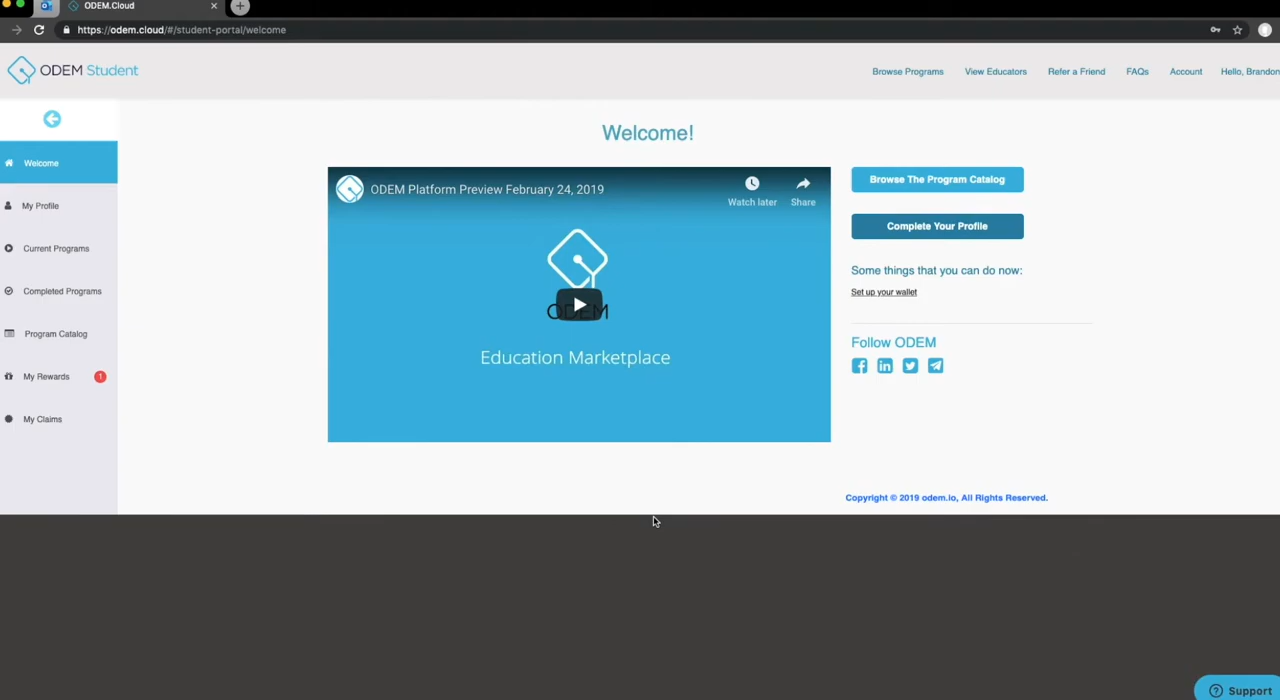 ODEM.Cloud
https://odem.cloud/#/student-portal/welcome
ODEM Student
Browse Programs
View Educators
Refer a Friend
FAQs
Account
Hello, Brandon
Welcome
My Profile
Current Programs
Completed Programs
Program Catalog
My Rewards
1
My Claims
Welcome!
ODEM Platform Preview February 24, 2019
Watch later
Share
ODEM
Education Marketplace
Browse The Program Catalog
Complete Your Profile
Some things that you can do now:
Set up your wallet
Follow ODEM
Copyright © 2019 odem.io, All Rights Reserved.
Support